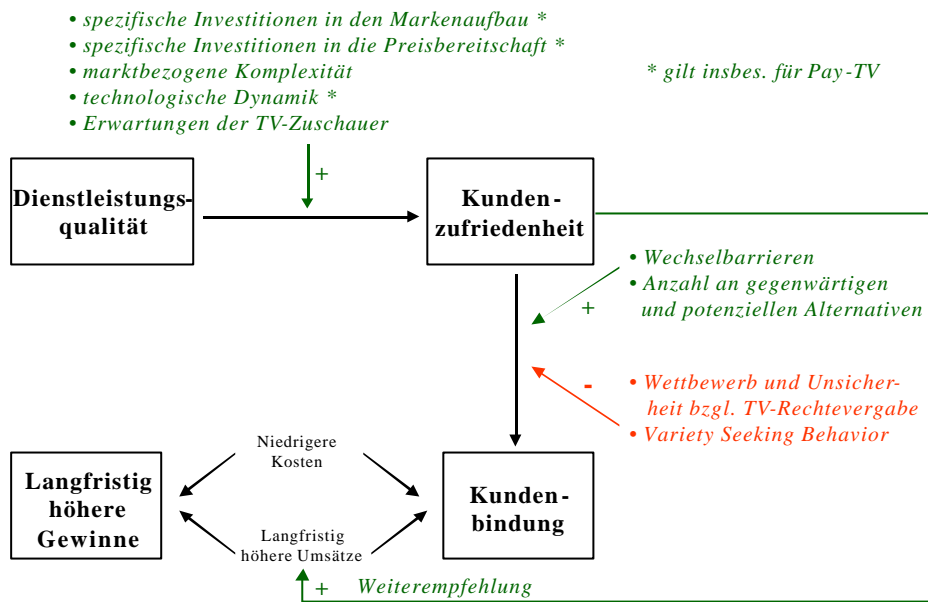 • spezifische Investitionen in den Markenaufbau *
• spezifische Investitionen in die Preisbereitschaft *
• marktbezogene Komplexität
* gilt insbes. für Pay-TV
• technologische Dynamik *
• Erwartungen der TV-Zuschauer
+
Dienstleistungs-
qualität
Kunden-
zufriedenheit
• Wechselbarrieren
• Anzahl an gegenwärtigen
und potenziellen Alternativen
+
-
• Wettbewerb und Unsicher-
heit bzgl. TV-Rechtevergabe
• Variety Seeking Behavior
Niedrigere
Kosten
Langfristig
höhere
Gewinne
Kunden-
bindung
Langfristig
höhere Umsätze
+ Weiterempfehlung